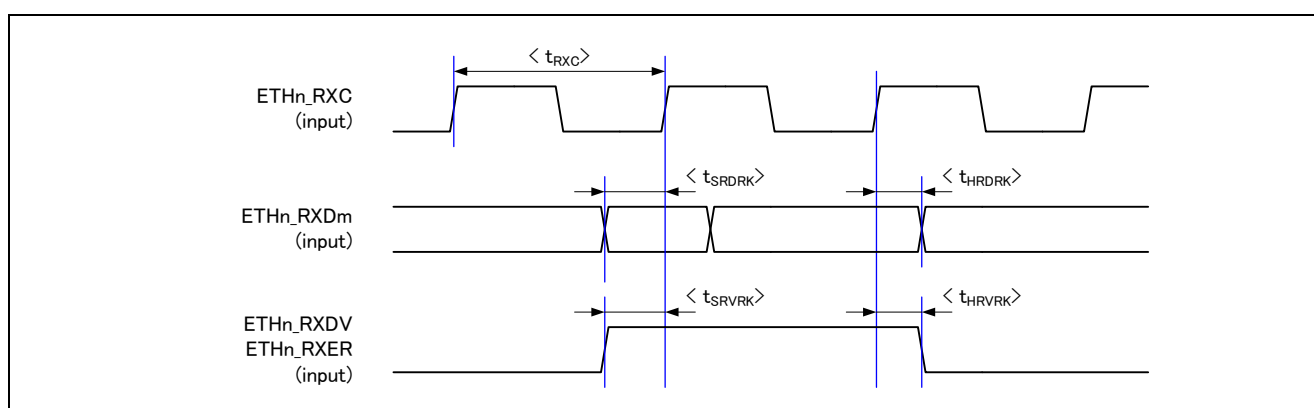 < tRXC>
ETHn_RXC
(input)
< tSRDRK>
< tHRDRK>
ETHn_RXDm
(input)
< tSRVRK>
< tHRVRK>
ETHn_RXDV
ETHn_RXER
(input)